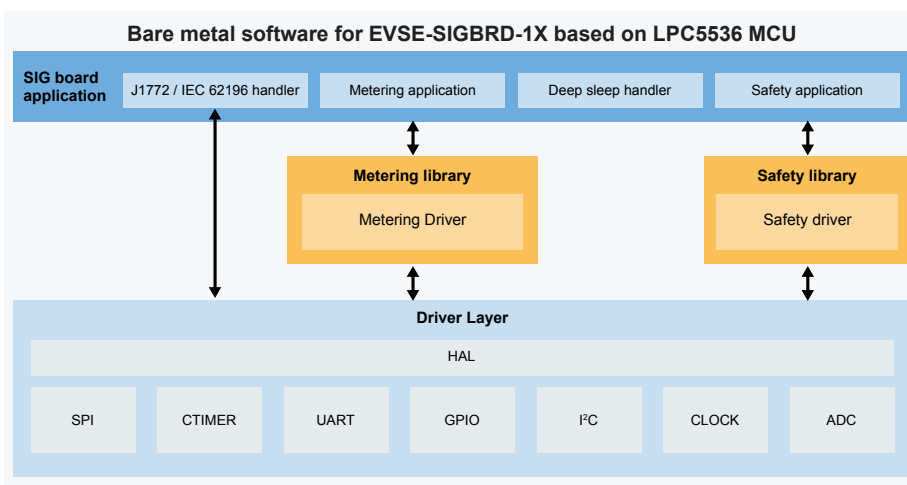 Bare metal software for EVSE-SIGBRD-1X based on LPC5536 MCU
SIG board
application
J1772 / IEC 62196 handler
Metering application
Deep sleep handler
Safety application
Metering library
Metering Driver
Safety library
Safety driver
Driver Layer
HAL
SPI
CTIMER
UART
GPIO
I²C
CLOCK
ADC